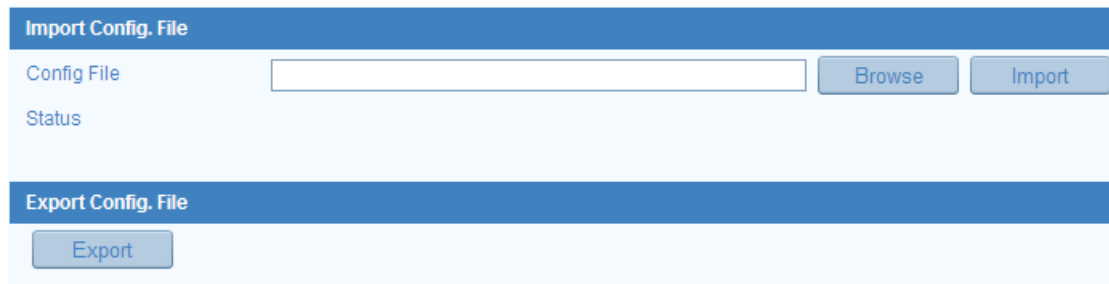 Import Config. File
Config File Browse Import
Status
Export Config. File
Export